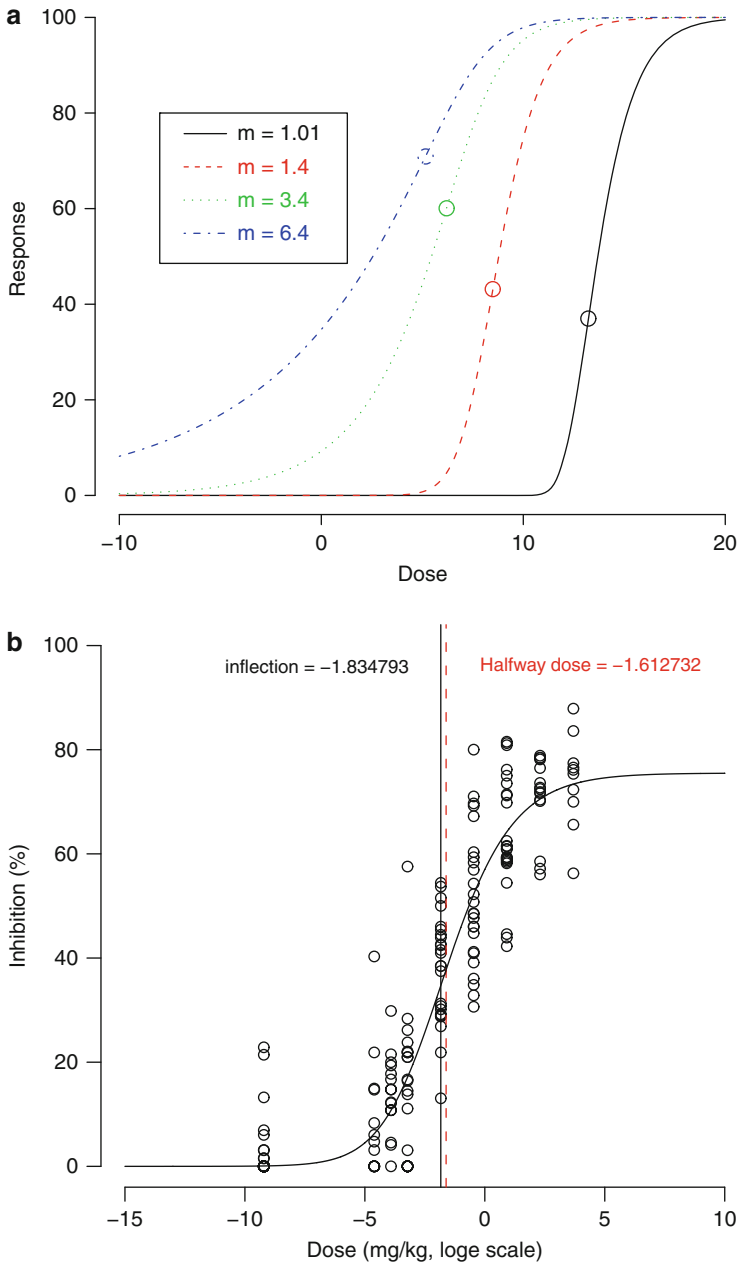 a
100
80
60
40
20
0
Response
m = 1.01
m = 1.4
m = 3.4
m = 6.4
−10
0
10
20
Dose
b
100
80
60
40
20
0
Inhibition (%)
inflection = −1.834793
Halfway dose = −1.612732
−15
−10
−5
0
5
10
Dose (mg/kg, loge scale)